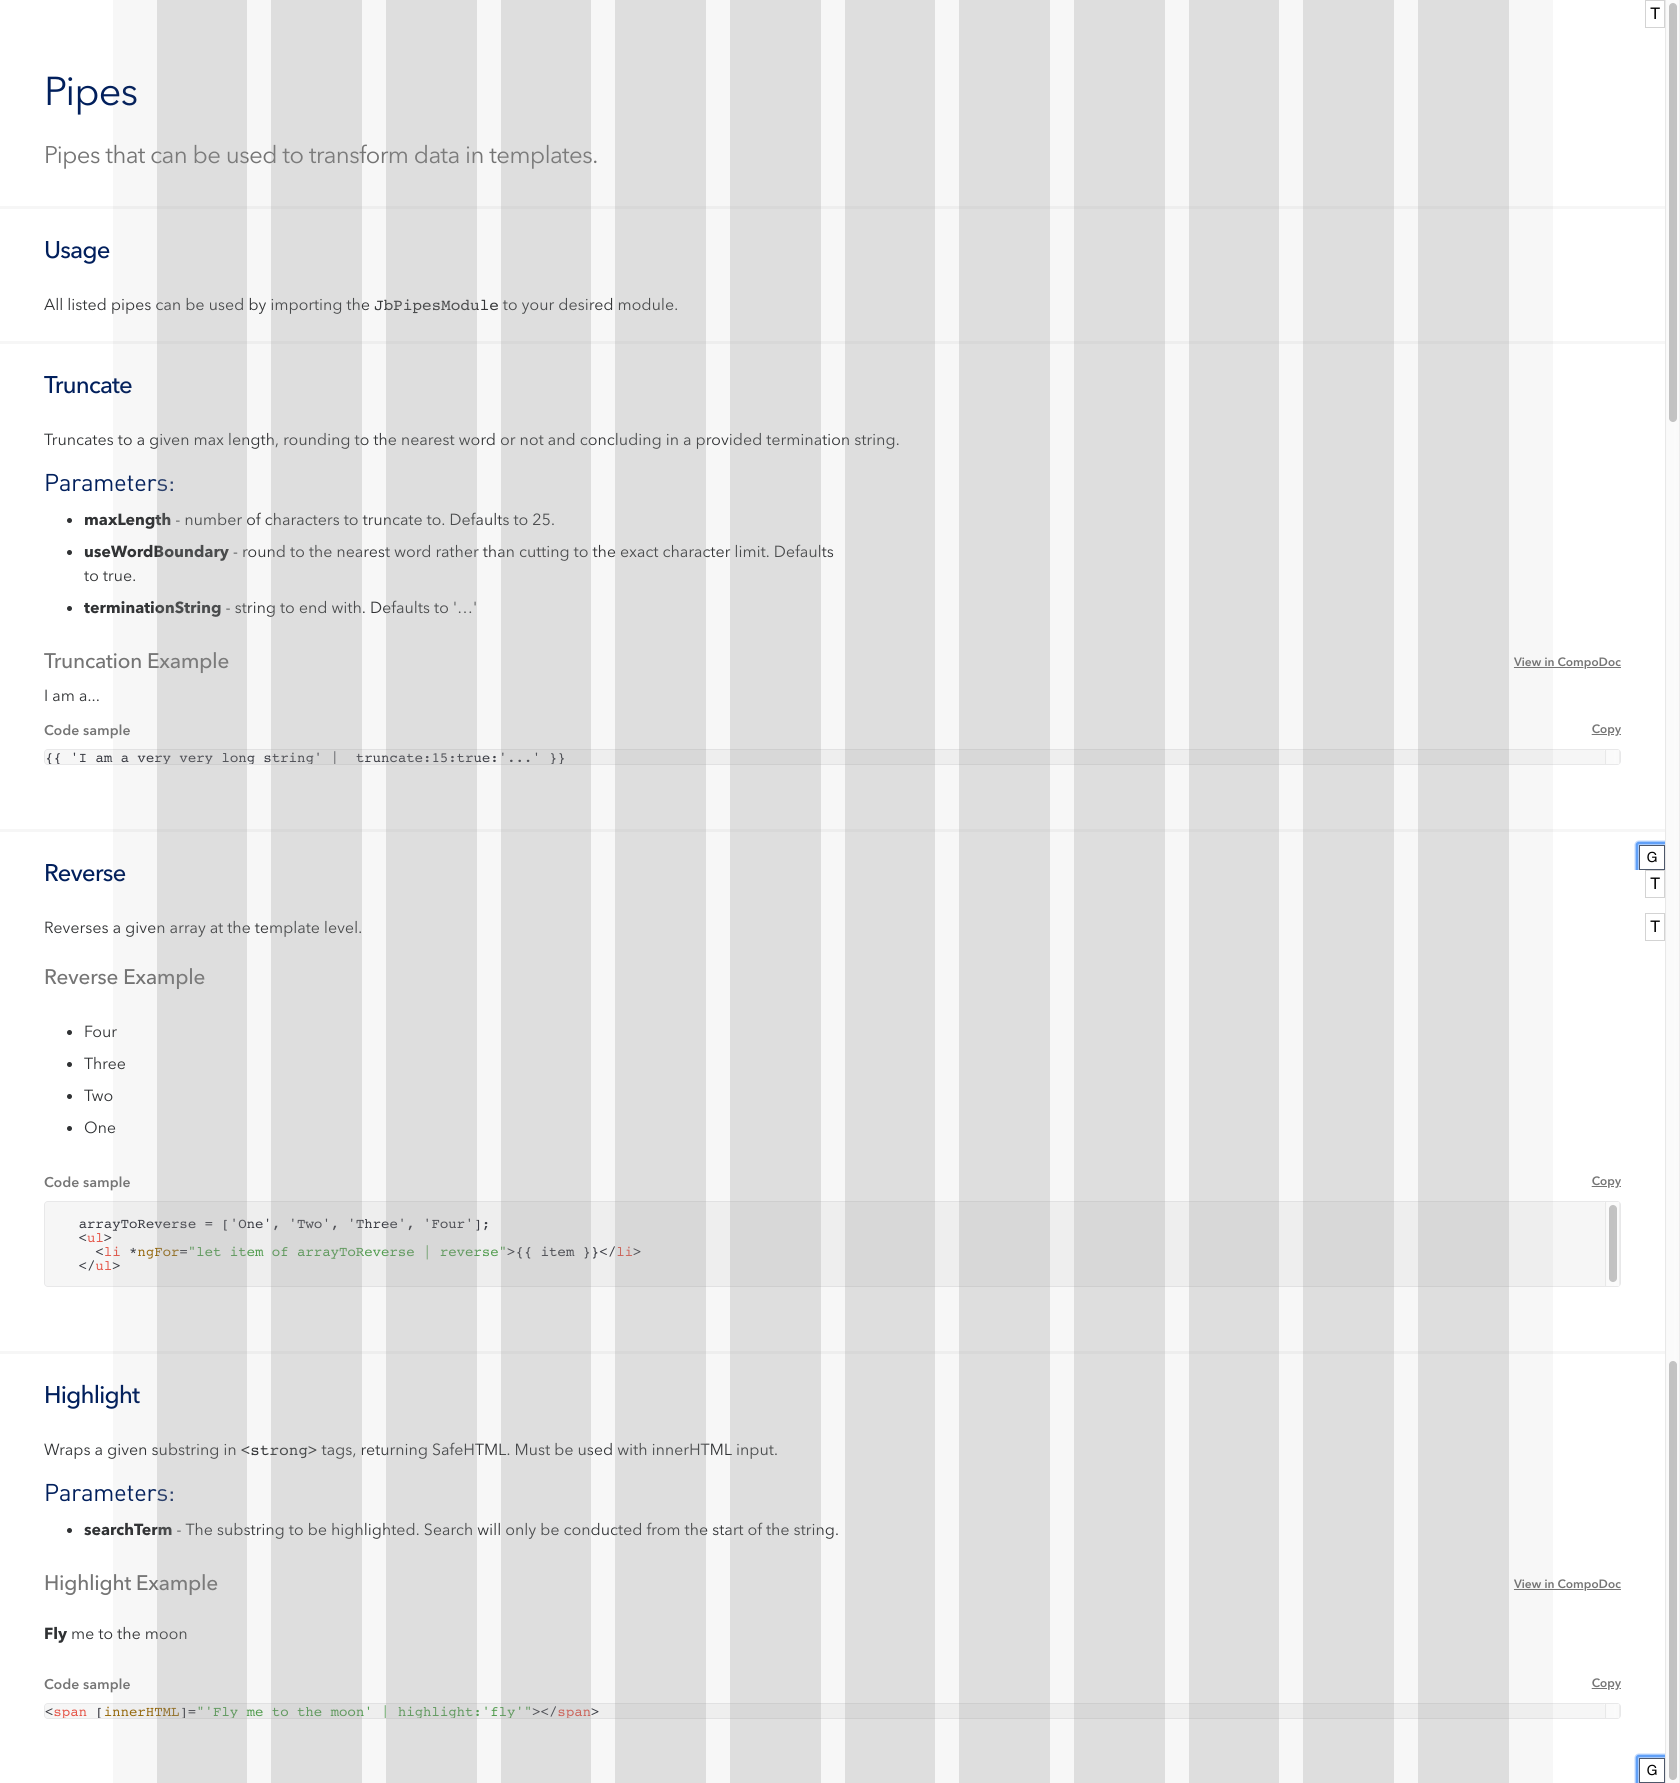 T
Pipes
Pipes that can be used to transform data in templates.
Usage
All listed pipes can be used by importing the JbPipesModule to your desired module.
Truncate
Truncates to a given max length, rounding to the nearest word or not and concluding in a provided termination string.
Parameters:
• maxLength - number of characters to truncate to. Defaults to 25.
• useWordBoundary - round to the nearest word rather than cutting to the exact character limit. Defaults
to true.
• terminationString - string to end with. Defaults to '…'
Truncation Example View in CompoDoc
I am a...
Code sample Copy
{{ 'I am a very very long string' |  truncate:15:true:'...' }}
G
Reverse
T
Reverses a given array at the template level.
T
Reverse Example
• Four
• Three
• Two
• One
Code sample Copy
arrayToReverse = ['One', 'Two', 'Three', 'Four'];
<ul>
<li *ngFor="let item of arrayToReverse | reverse">{{ item }}</li>
</ul>
Highlight
Wraps a given substring in <strong> tags, returning SafeHTML. Must be used with innerHTML input.
Parameters:
• searchTerm - The substring to be highlighted. Search will only be conducted from the start of the string.
Highlight Example View in CompoDoc
Fly me to the moon
Code sample Copy
<span [innerHTML]="'Fly me to the moon' | highlight:'fly'"></span>
G